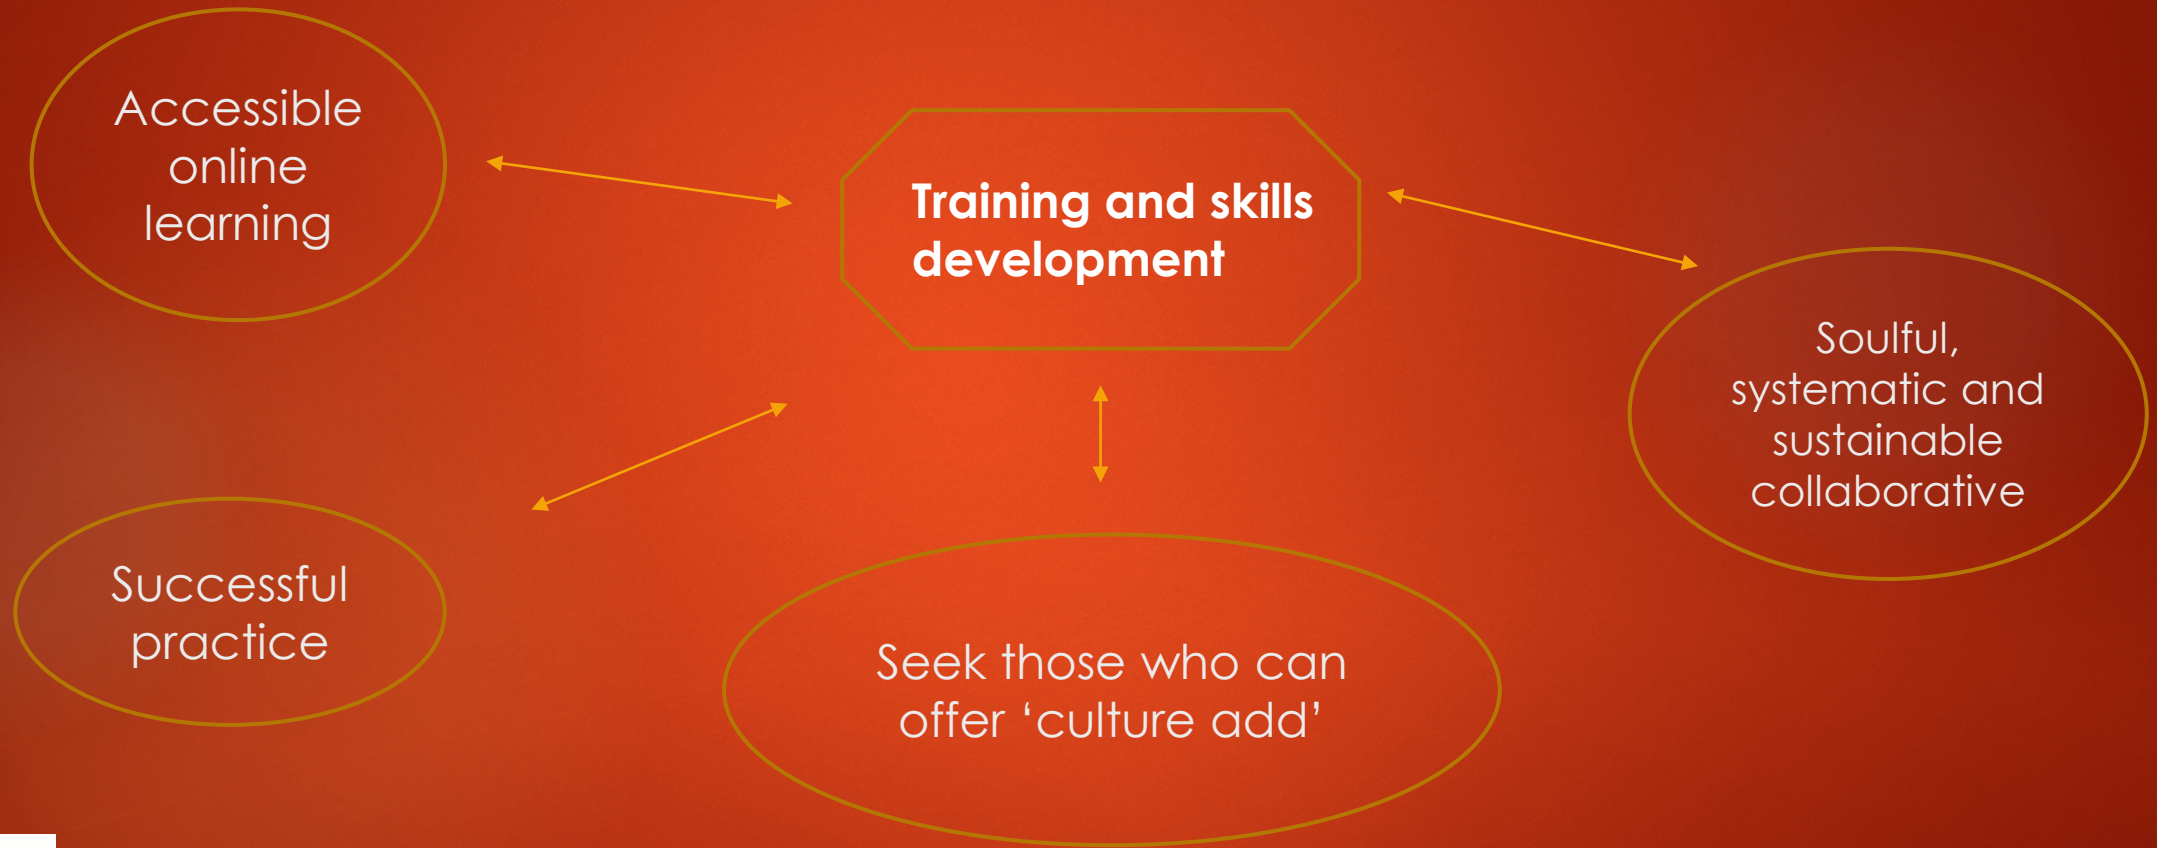 Accessible
online
learning
Training and skills
development
Soulful,
systematic and
sustainable
collaborative
Successful
practice
Seek those who can
offer ‘culture add’